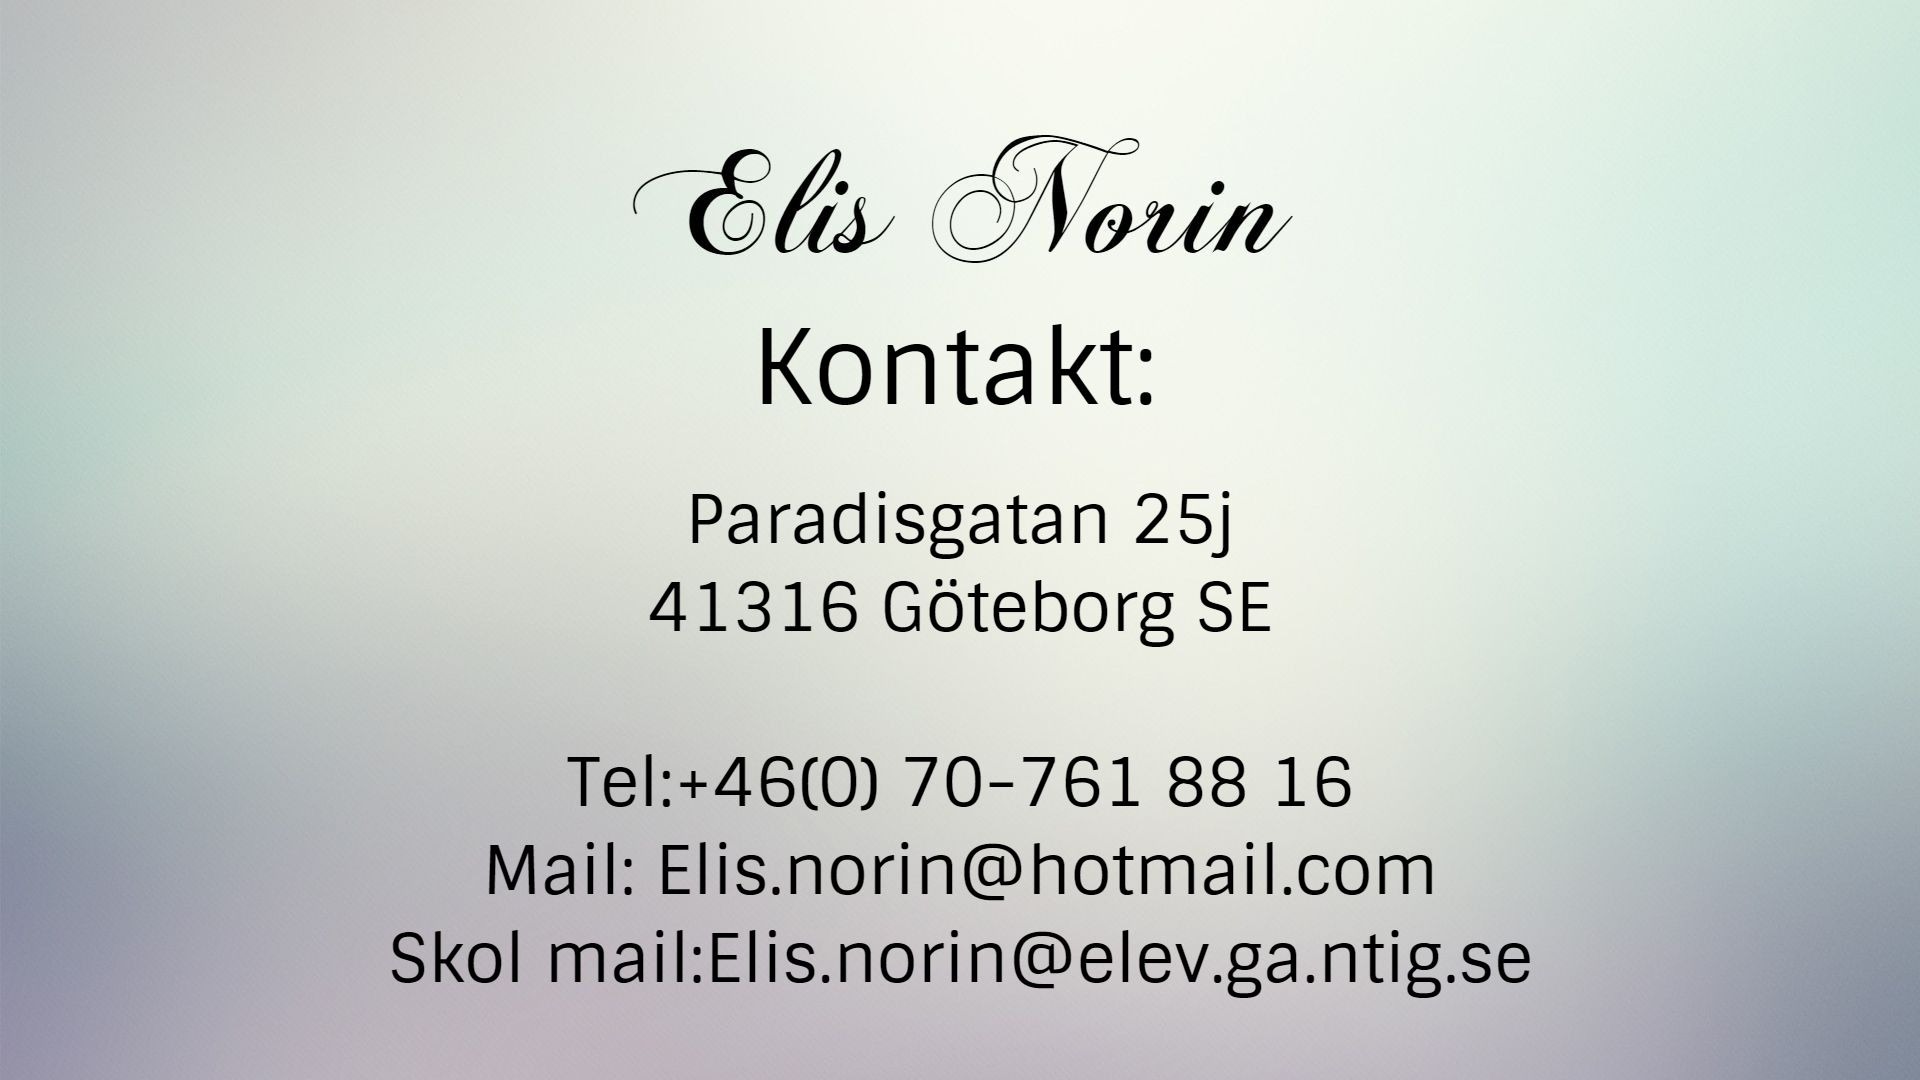 Elis Norin
Kontakt:
Paradisgatan 25j
41316 Göteborg SE
Tel:+46(0) 70-761 88 16
Mail: Elis.norin@hotmail.com
Skol mail:Elis.norin@elev.ga.ntig.se